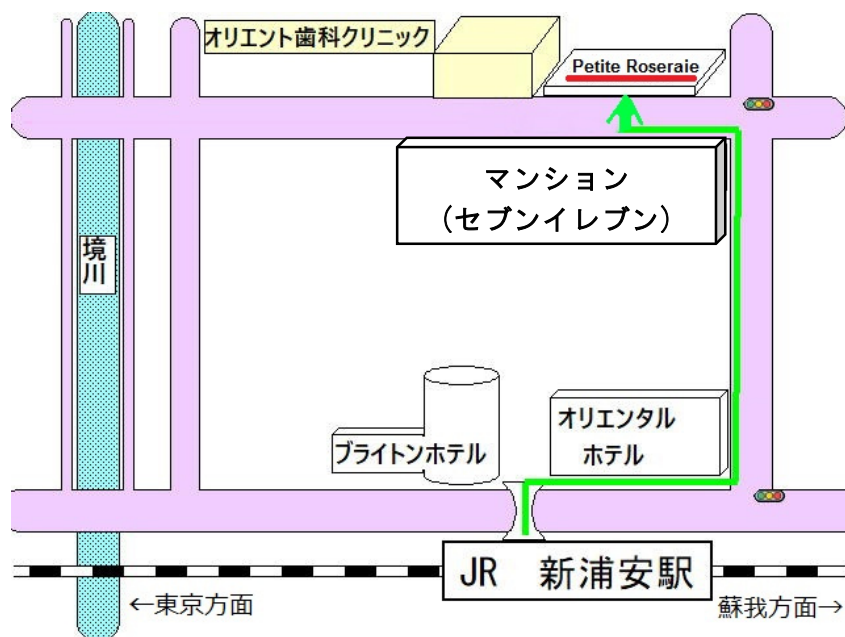 オリエント歯科クリニック
Petite Roseraie
マンション
（セブンイレブン）
境川
ブライトンホテル
オリエンタル
ホテル
JR 新浦安駅
←東京方面
蘇我方面→